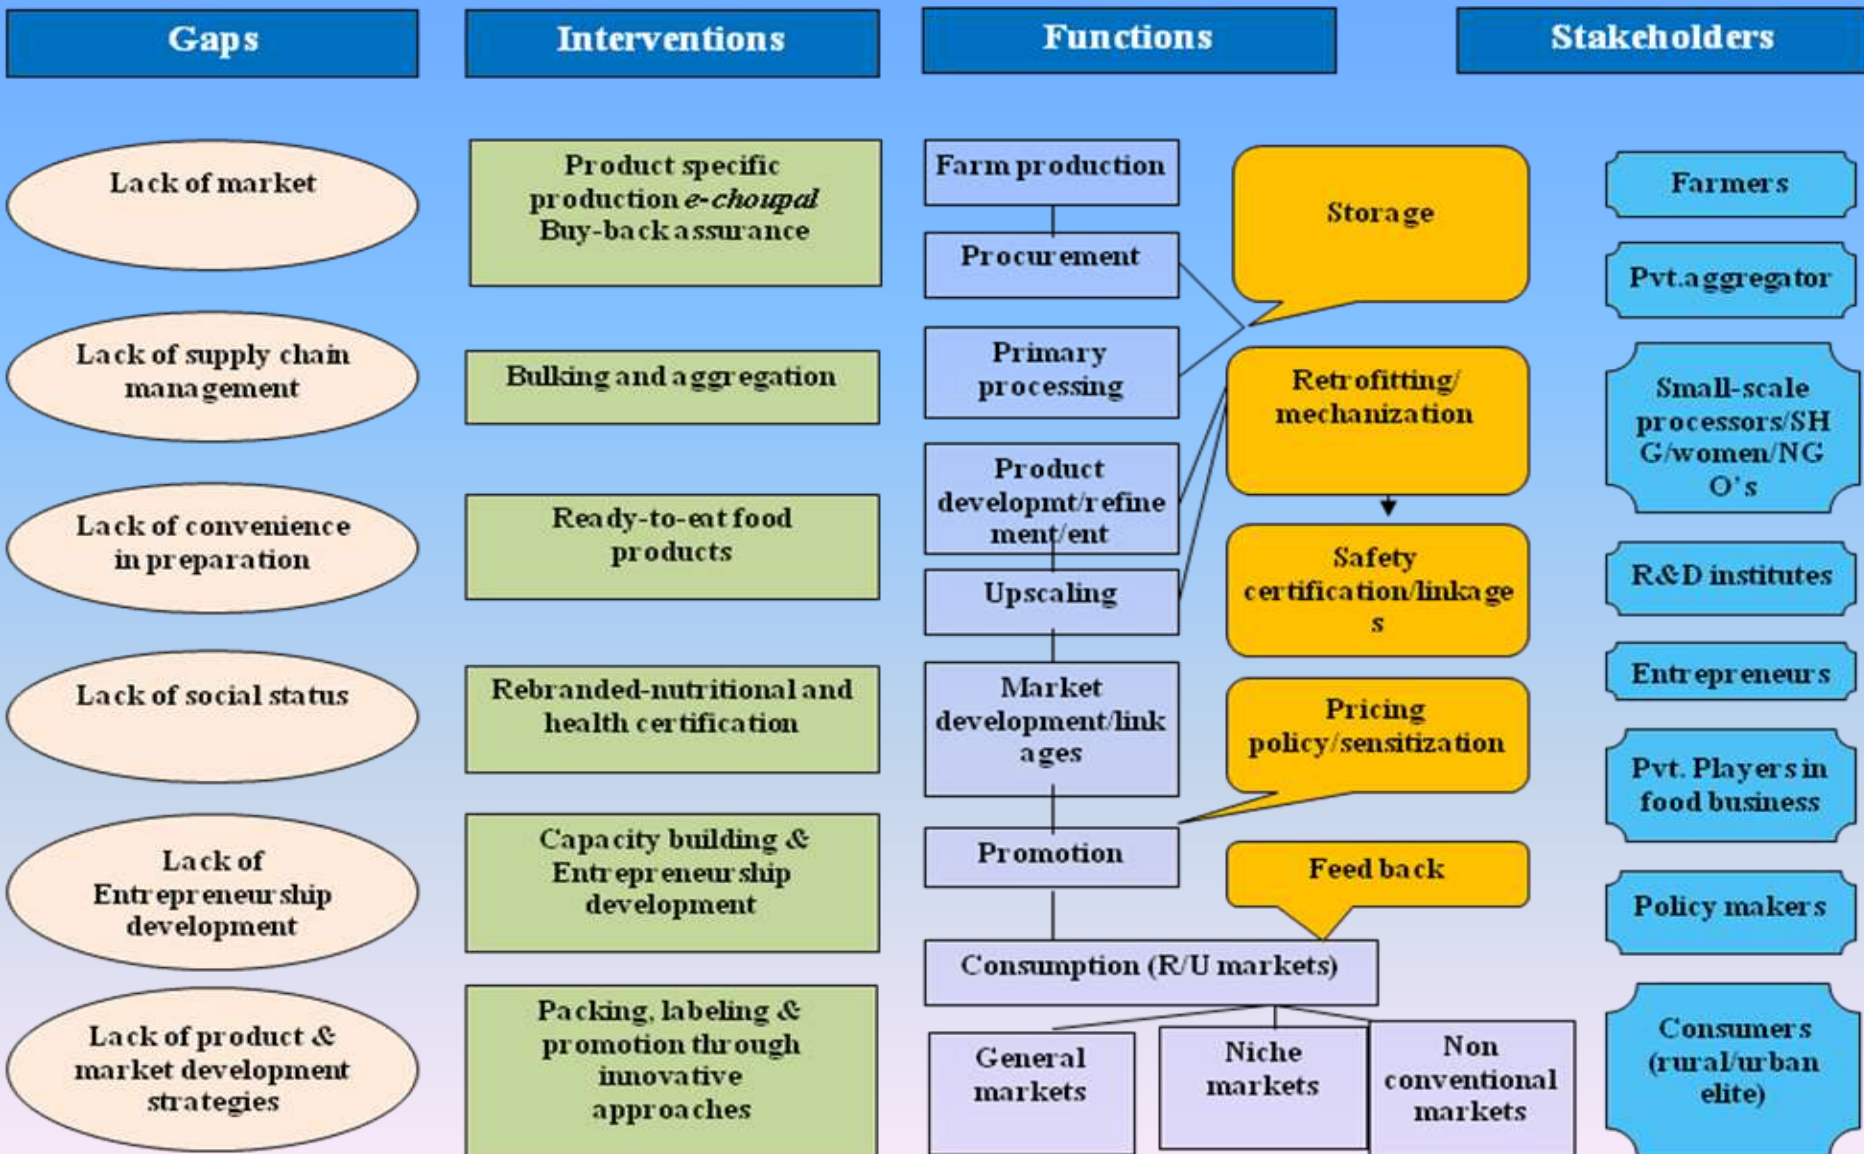 Gaps
Interventions
Functions
Stakeholders
Lack of market
Lack of supply chain
management
Lack of convenience
in preparation
Lack of social status
Lack of
Entrepreneurship
development
Lack of product &
market development
strategies
Product specific
production e-choupal
Buy-back assurance
Bulking and aggregation
Ready-to-eat food
products
Rebranded-nutritional and
health certification
Capacity building &
Entrepreneurship
development
Packing, labeling &
promotion through
innovative
approaches
Farm production
Procurement
Primary
processing
Product
developmt/refine
ment/ent
Upscaling
Market
development/link
ages
Promotion
Consumption (R/U markets)
General
markets
Niche
markets
Non
conventional
markets
Storage
Retrofitting/
mechanization
Safety
certification/linkage
s
Pricing
policy/sensitization
Feed back
Farmers
Pvt.aggregator
Small-scale
processors/SH
G/women/NG
O's
R&D institutes
Entrepreneurs
Pvt. Players in
food business
Policy makers
Consumers
(rural/urban
elite)